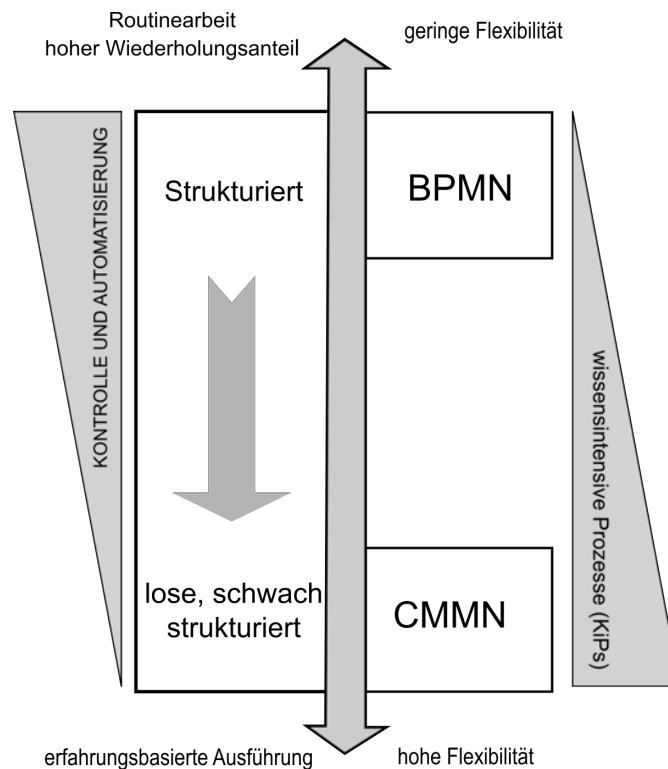 Routinearbeit
hoher Wiederholungsanteil
geringe Flexibilität
KONTROLLE UND AUTOMATISIERUNG
Strukturiert
BPMN
wissensintensive Prozesse (KiPs)
lose, schwach
strukturiert
CMMN
erfahrungsbasierte Ausführung
hohe Flexibilität